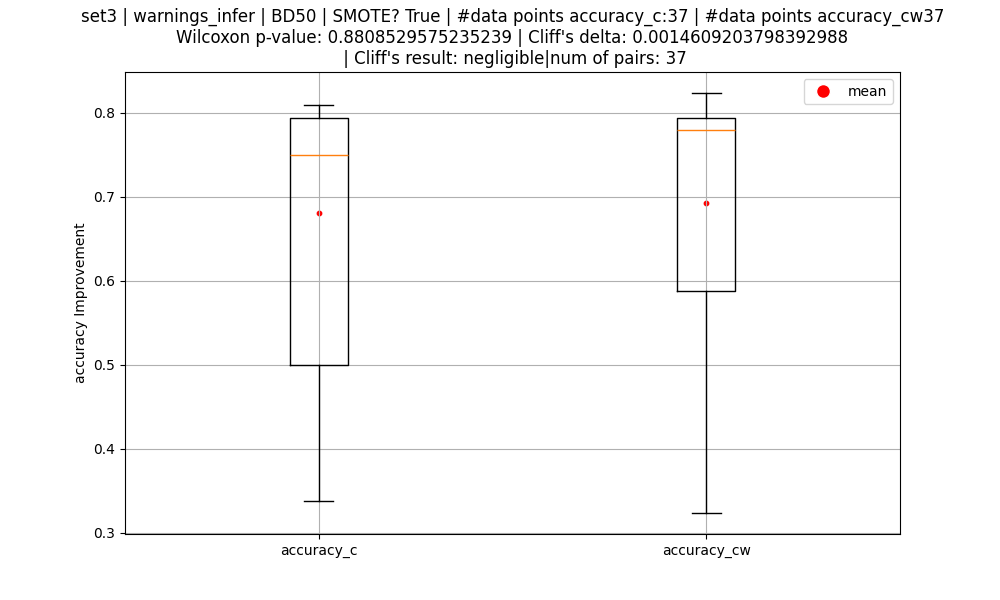 set3 | warnings_infer | BD50 | SMOTE? True | #data points accuracy_c:37 | #data points accuracy_cw37
Wilcoxon p-value: 0.8808529575235239 | Cliff's delta: 0.0014609203798392988
| Cliff's result: negligible|num of pairs: 37
mean
accuracy Improvement
0.8
0.7
0.6
0.5
0.4
0.3
accuracy_c
accuracy_cw